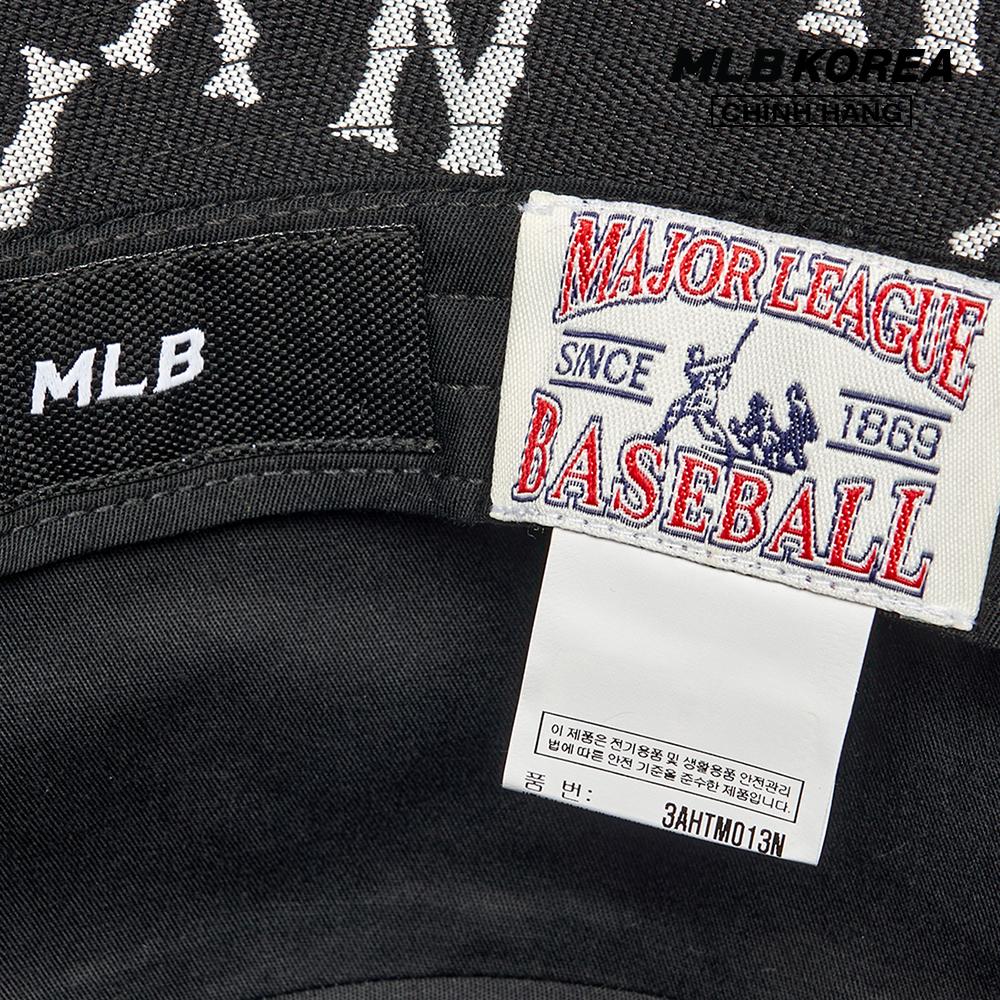 MLB KOREA
CHÍNH HÃNG
MLB
MAJOR LEAGUE
SINCE
1869
BASEBALL
이 제품은 전기용품 및 생활용품 안전관리
법에 따른 안전 기준을 준수한 제품입니다.
품 번:
3AHTM013N